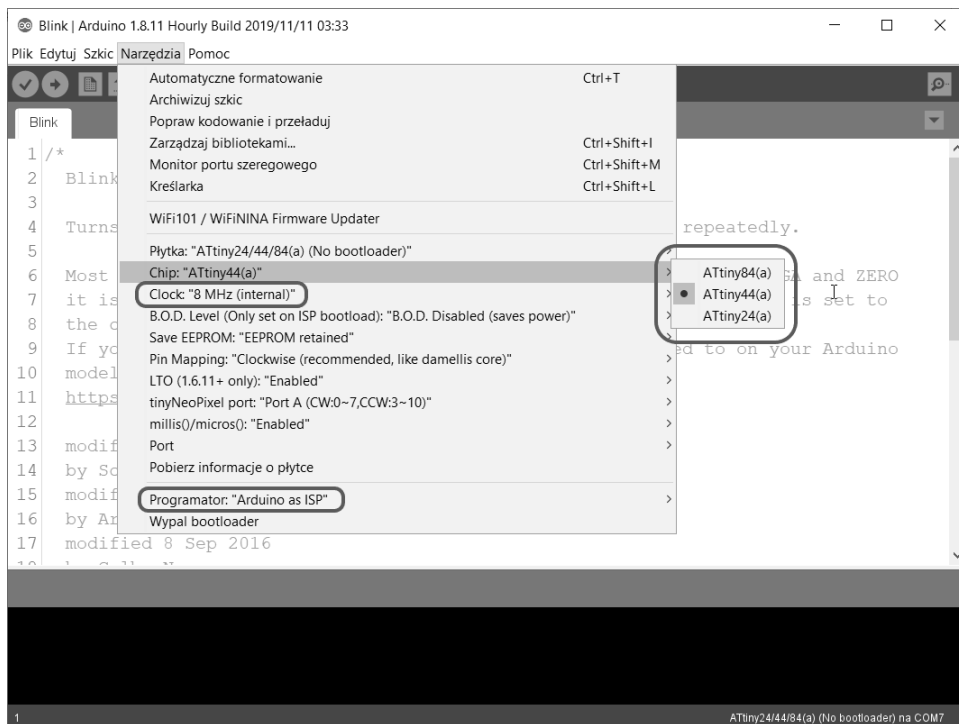 Blink | Arduino 1.8.11 Hourly Build 2019/11/11 03:33
Plik Edytuj Szkic Narzędzia Pomoc
Automatyczne formatowanie Ctrl+T
Archiwizuj szkic
Popraw kodowanie i przeładuj
Zarządzaj bibliotekami... Ctrl+Shift+I
Monitor portu szeregowego Ctrl+Shift+M
Kreślarka Ctrl+Shift+L
WiFi101 / WiFiNINA Firmware Updater
Płytka: "ATtiny24/44/84(a) (No bootloader)"
Chip: "ATtiny44(a)"
Clock: "8 MHz (internal)"
B.O.D. Level (Only set on ISP bootload): "B.O.D. Disabled (saves power)"
Save EEPROM: "EEPROM retained"
Pin Mapping: "Clockwise (recommended, like damellis core)"
LTO (1.6.11+ only): "Enabled"
tinyNeoPixel port: "Port A (CW:0~7,CCW:3~10)"
millis()/micros(): "Enabled"
Port
Pobierz informacje o płytce
Programator: "Arduino as ISP"
Wypal bootloader
ATtiny84(a)
ATtiny44(a)
ATtiny24(a)
Blink
1 /*
2 Blink
3
4 Turns repeatedly.
5
6 Most and ZERO
7 it is is set to
8 the
9 If ed to on your Arduino
10 model
11 https
12
13 modif
14 by
15 modif
16 by
17 modified 8 Sep 2016
1 ATtiny24/44/84(a) (No bootloader) na COM7